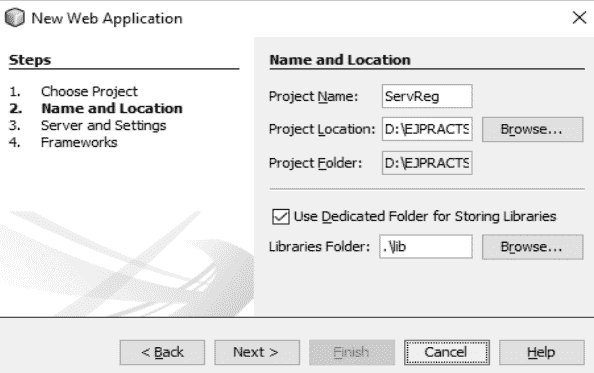 New Web Application
Steps
1. Choose Project
2. Name and Location
3. Server and Settings
4. Frameworks
Name and Location
Project Name: ServReg
Project Location: D:\EJPRACTS Browse...
Project Folder: D:\EJPRACTS
Use Dedicated Folder for Storing Libraries
Libraries Folder: .\lib Browse...
< Back Next > Finish Cancel Help